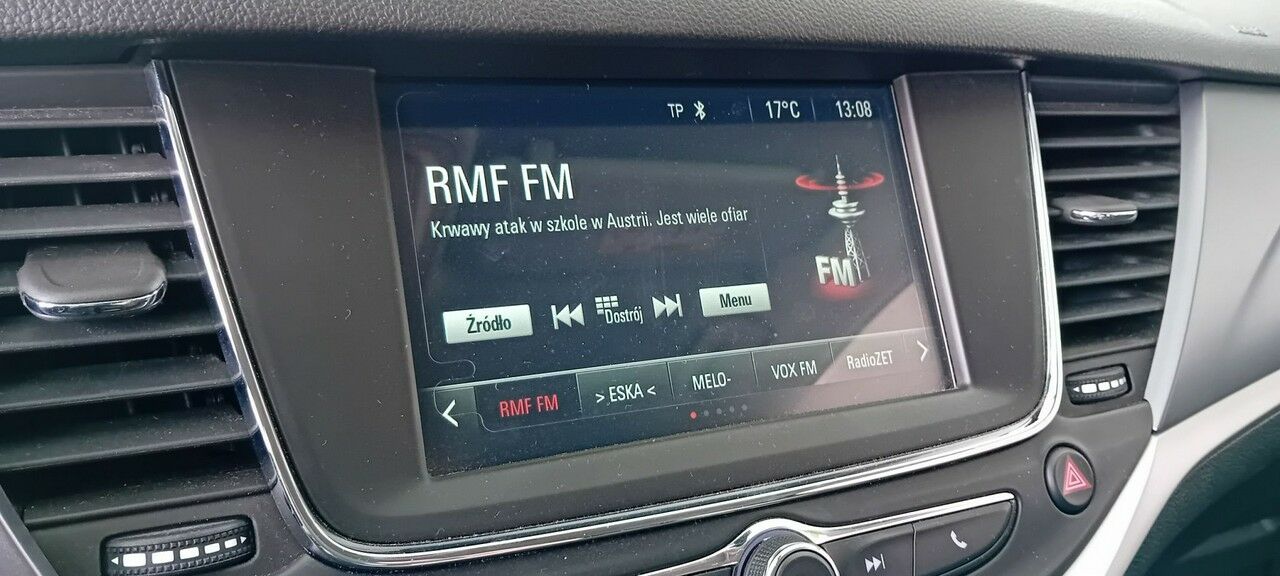 TP 17°C 13:08
RMF FM
Krwawy atak w szkole w Austrii. Jest wiele ofiar
FM
Źródło Dostrój Menu
RMF FM > ESKA < MELO- VOX FM RadioZET